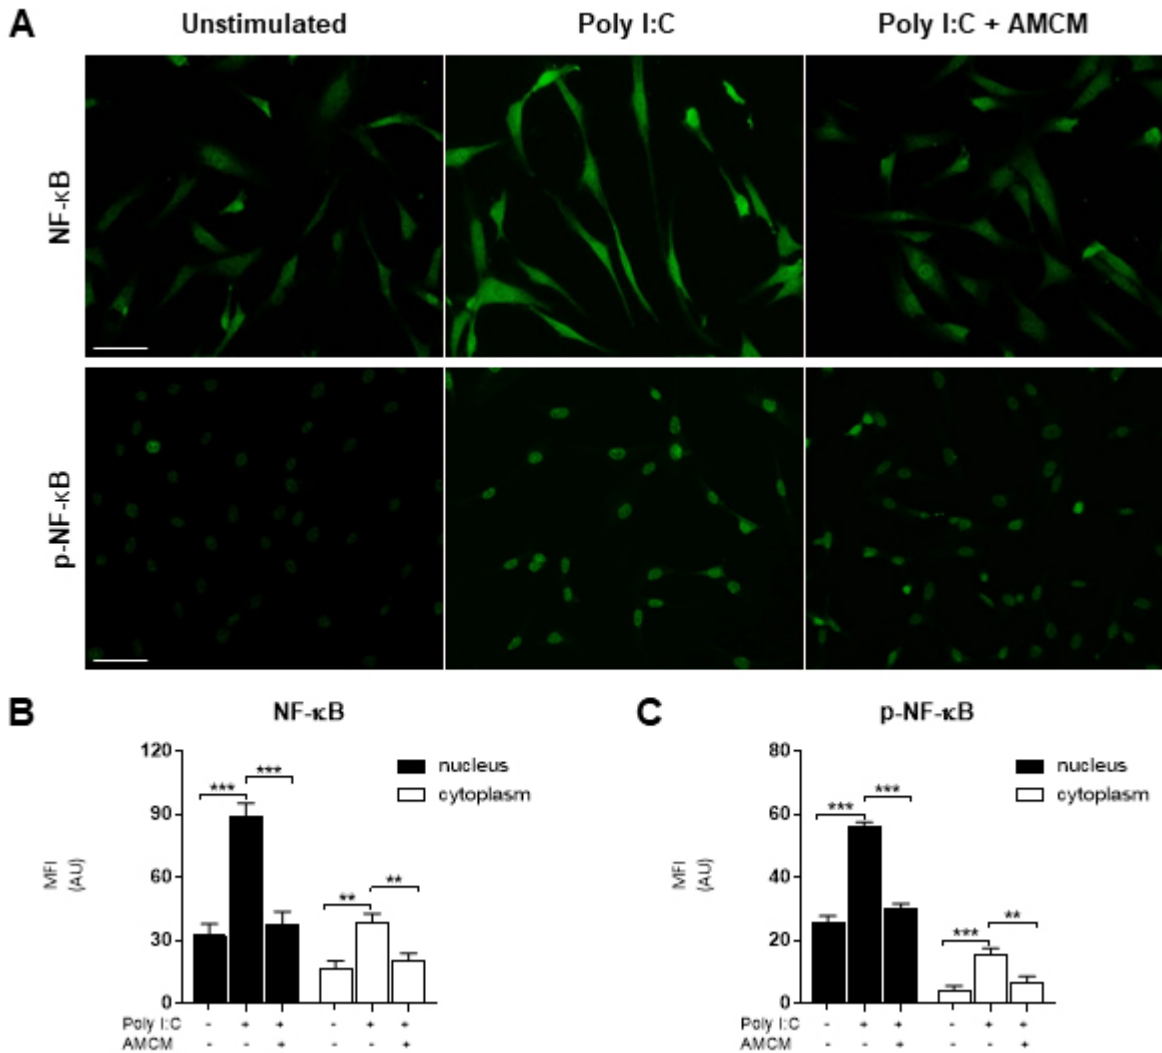 A
Unstimulated Poly I:C Poly I:C + AMCM
NF-κB
p-NF-κB
B
NF-κB
120
90
60
30
0
MFI
(AU)
*** ***
** **
nucleus
cytoplasm
Poly I:C - + + - + +
AMCM - - + - - +
C
p-NF-κB
80
60
40
20
0
MFI
(AU)
*** ***
*** **
nucleus
cytoplasm
Poly I:C - + + - + +
AMCM - - + - - +